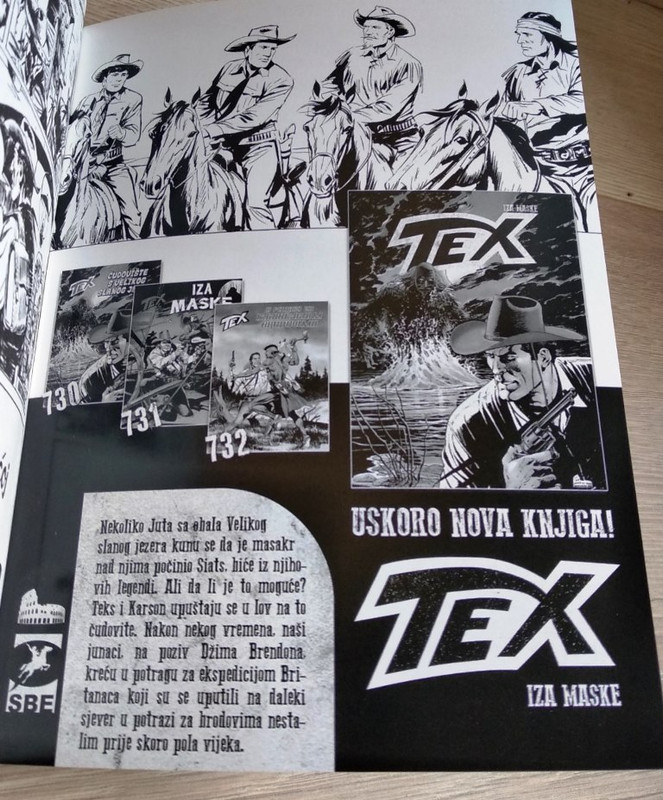 IZA MASKE
TEX
TEX
ČUDOVIŠTE
S VELIKOG
SLANOG
730
IZA
MASKE
731
TEX
732
Nekoliko Juta sa obala Velikog
slanog jezera kunu se da je masakr
nad njima počinio Siats, biće iz njiho-
vih legendi. Ali da li je to moguće?
Teks i Karson upuštaju se u lov na to
čudovite. Nakon nekog vremena, naši
junaci, na poziv Džima Brendona,
kreću u potragu za ekspedicijom Bri-
tanaca koji su se uputili na daleki
sjever u potrazi za brodovima nesta-
lim prije skoro pola vijeka.
USKORO NOVA KNJIGA!
TEX
IZA MASKE
SBE